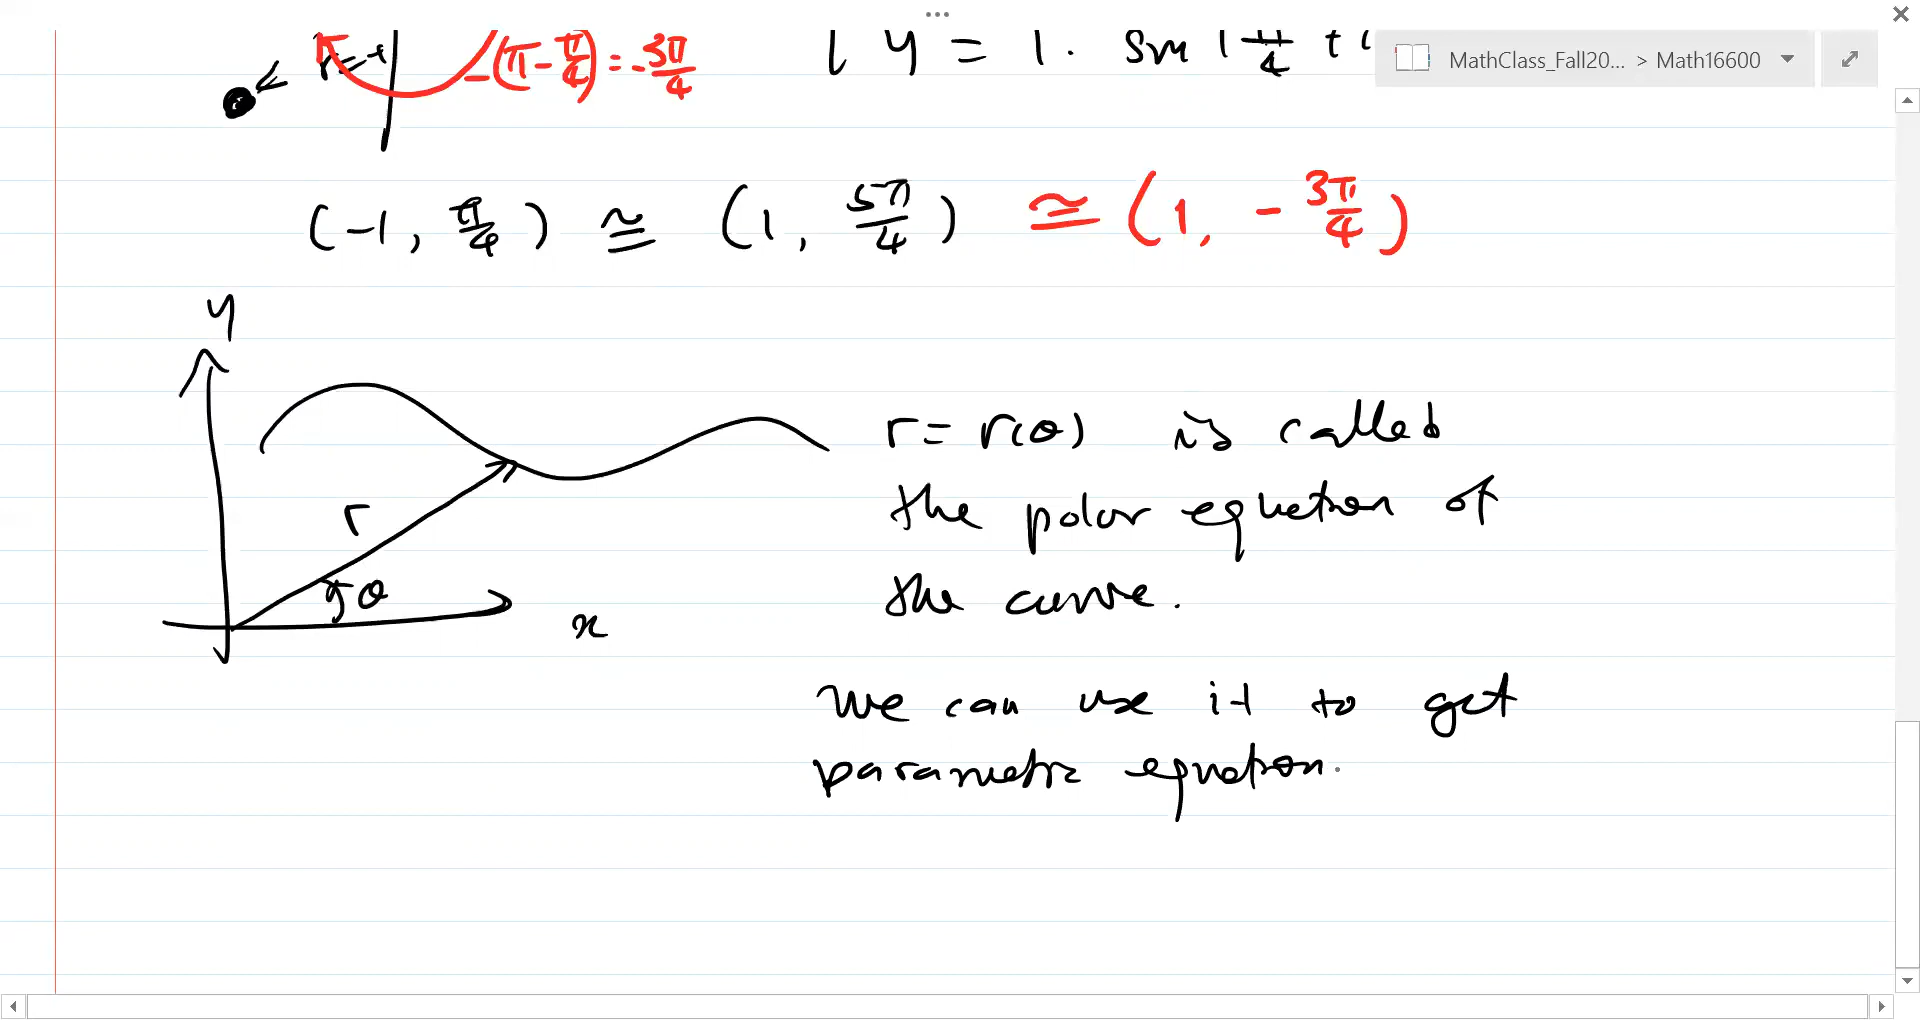 MathClass_Fall20... > Math16600
-(π-π/4) = -3π/4
y = 1. sin(π/4 +
(-1, π/4) ≅ (1, 5π/4) ≅ (1, -3π/4)
y
r = r(θ) is called
the polar equation of
r
θ
the curve.
x
We can use it to get
parametric equation.